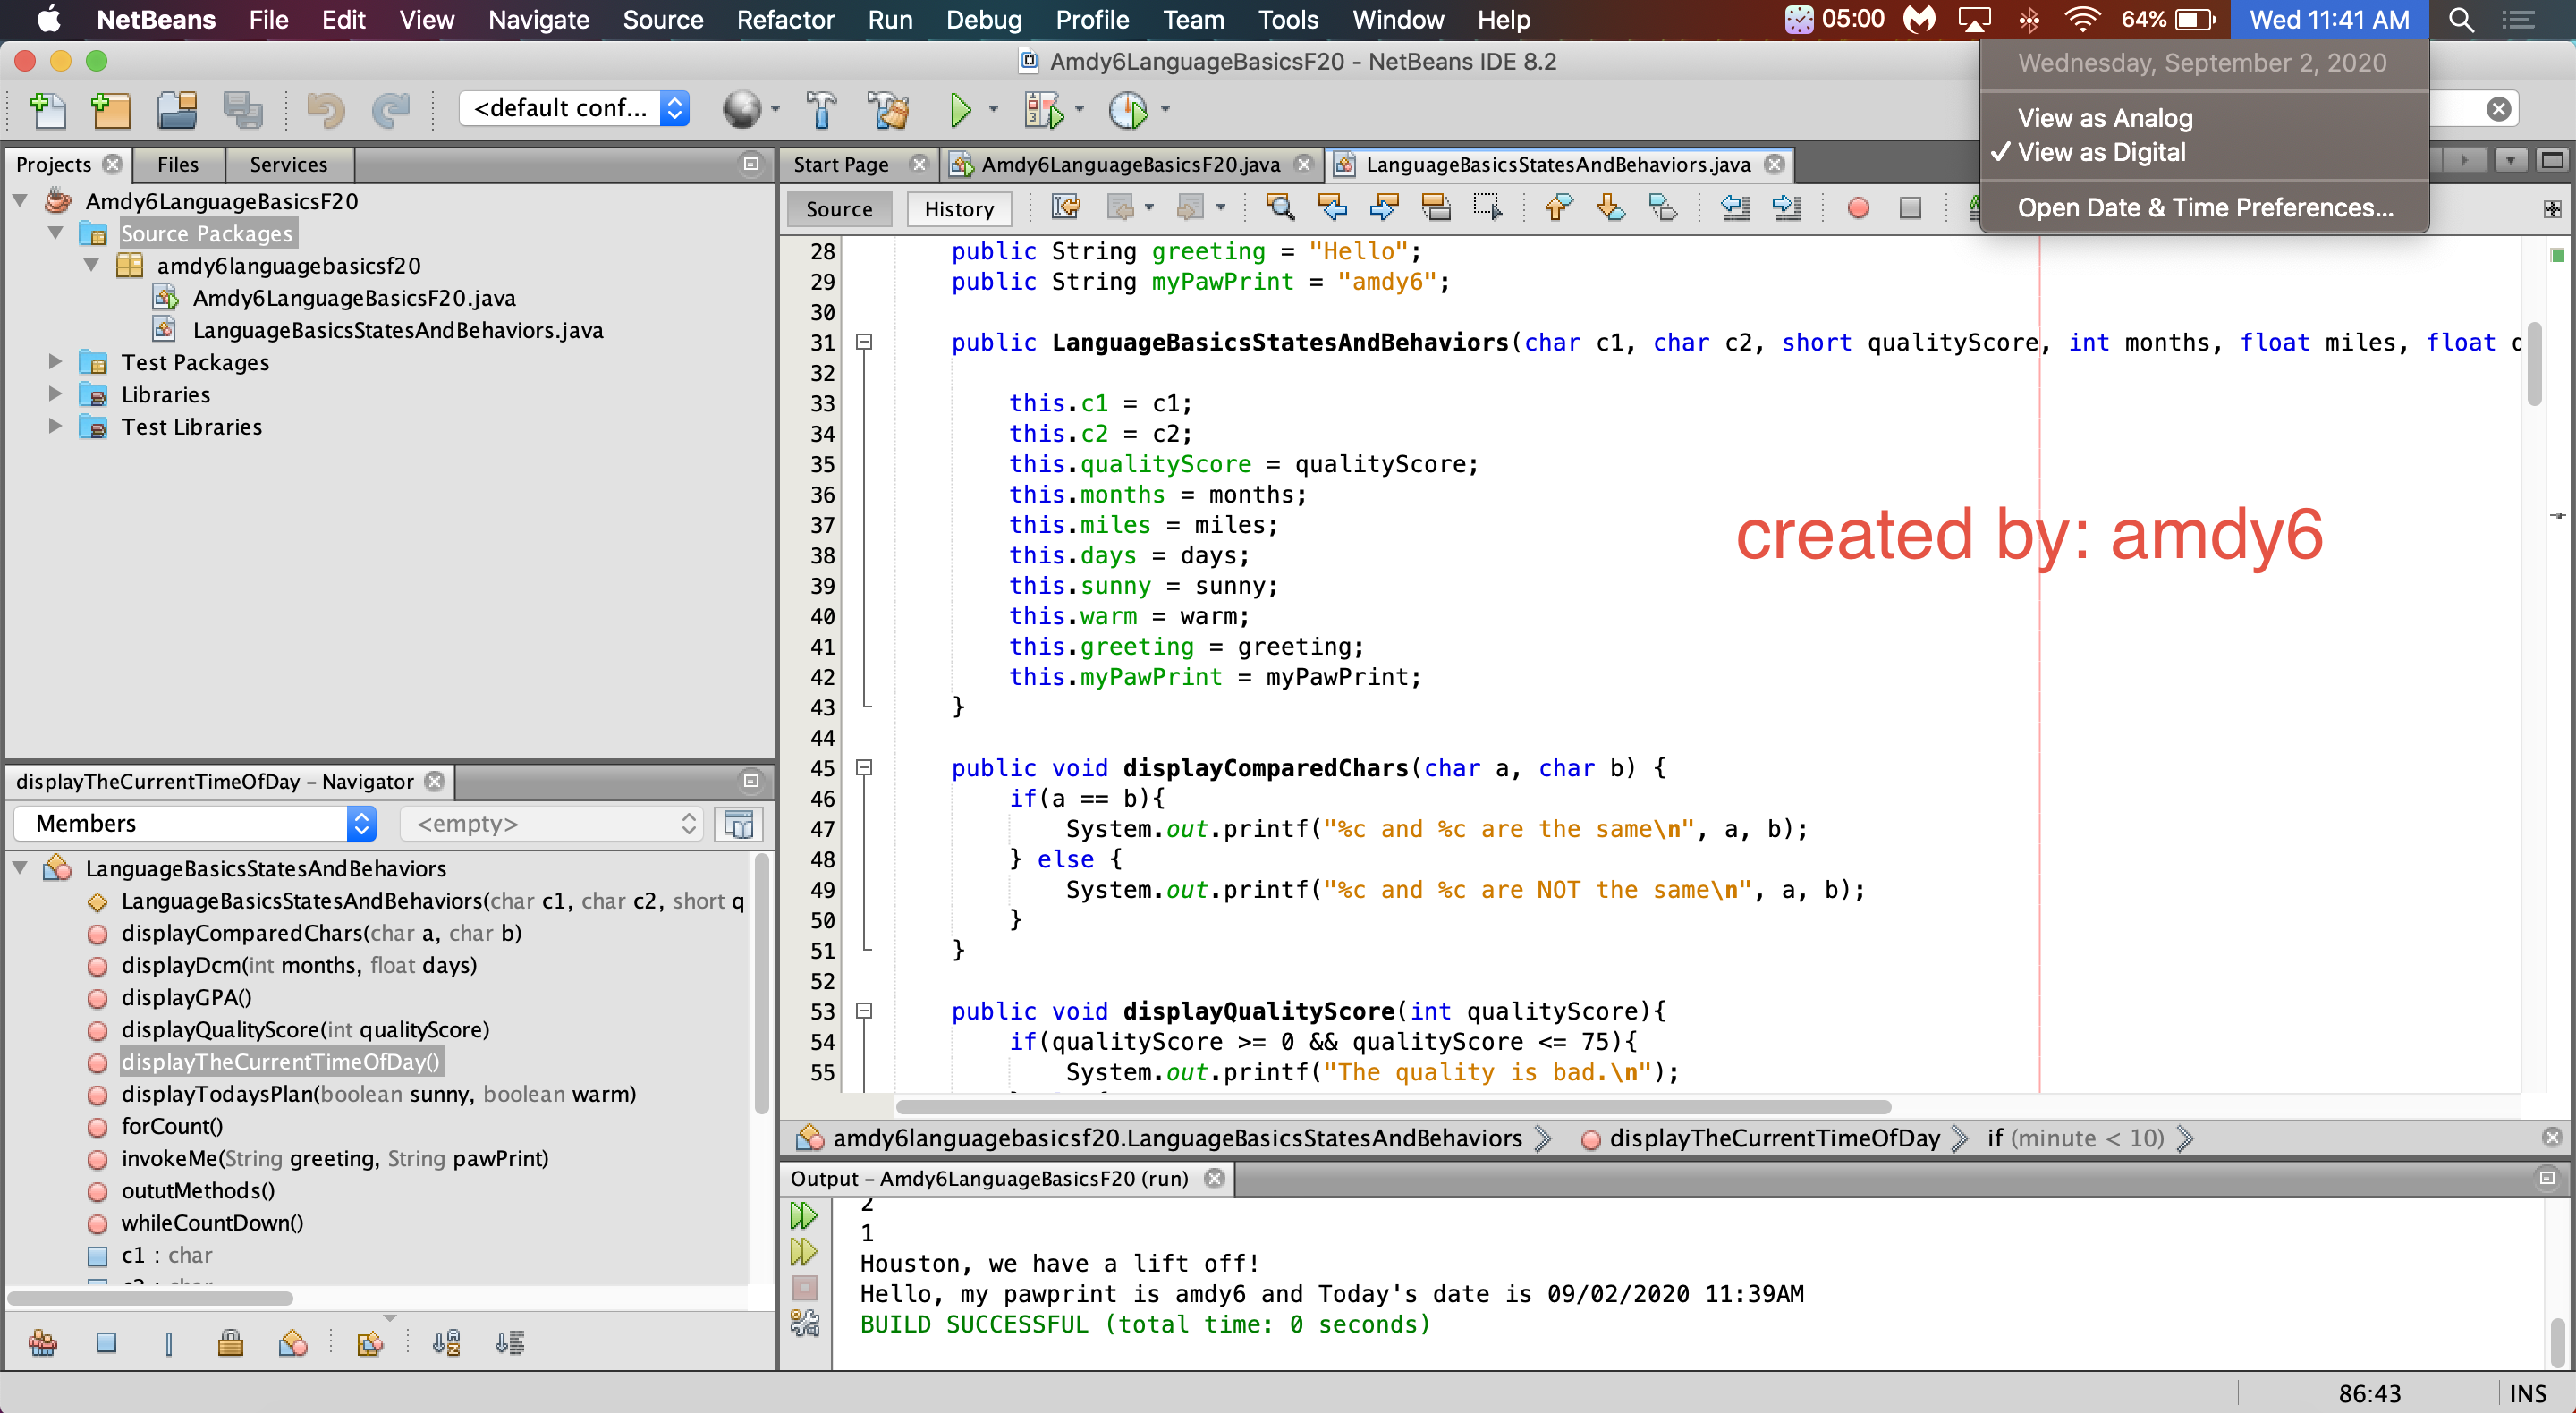 NetBeans File Edit View Navigate Source Refactor Run Debug Profile Team Tools Window Help 05:00 64% Wed 11:41 AM
Amdy6LanguageBasicsF20 - NetBeans IDE 8.2
Wednesday, September 2, 2020
View as Analog
✓ View as Digital
Open Date & Time Preferences...
<default conf...
Projects Files Services
Amdy6LanguageBasicsF20
Source Packages
amdy6languagebasicsf20
Amdy6LanguageBasicsF20.java
LanguageBasicsStatesAndBehaviors.java
Test Packages
Libraries
Test Libraries
displayTheCurrentTimeOfDay - Navigator
Members <empty>
LanguageBasicsStatesAndBehaviors
LanguageBasicsStatesAndBehaviors(char c1, char c2, short q
displayComparedChars(char a, char b)
displayDcm(int months, float days)
displayGPA()
displayQualityScore(int qualityScore)
displayTheCurrentTimeOfDay()
displayTodaysPlan(boolean sunny, boolean warm)
forCount()
invokeMe(String greeting, String pawPrint)
oututMethods()
whileCountDown()
c1 : char
Start Page Amdy6LanguageBasicsF20.java LanguageBasicsStatesAndBehaviors.java
Source History
28 public String greeting = "Hello";
29 public String myPawPrint = "amdy6";
30
31 public LanguageBasicsStatesAndBehaviors(char c1, char c2, short qualityScore, int months, float miles, float
32
33 this.c1 = c1;
34 this.c2 = c2;
35 this.qualityScore = qualityScore;
36 this.months = months;
37 this.miles = miles;
38 this.days = days;
39 this.sunny = sunny;
40 this.warm = warm;
41 this.greeting = greeting;
42 this.myPawPrint = myPawPrint;
43 }
44
45 public void displayComparedChars(char a, char b) {
46 if(a == b){
47 System.out.printf("%c and %c are the same\n", a, b);
48 } else {
49 System.out.printf("%c and %c are NOT the same\n", a, b);
50 }
51 }
52
53 public void displayQualityScore(int qualityScore){
54 if(qualityScore >= 0 && qualityScore <= 75){
55 System.out.printf("The quality is bad.\n");
created by: amdy6
amdy6languagebasicsf20.LanguageBasicsStatesAndBehaviors displayTheCurrentTimeOfDay if (minute < 10)
Output - Amdy6LanguageBasicsF20 (run)
2
1
Houston, we have a lift off!
Hello, my pawprint is amdy6 and Today's date is 09/02/2020 11:39AM
BUILD SUCCESSFUL (total time: 0 seconds)
86:43 INS